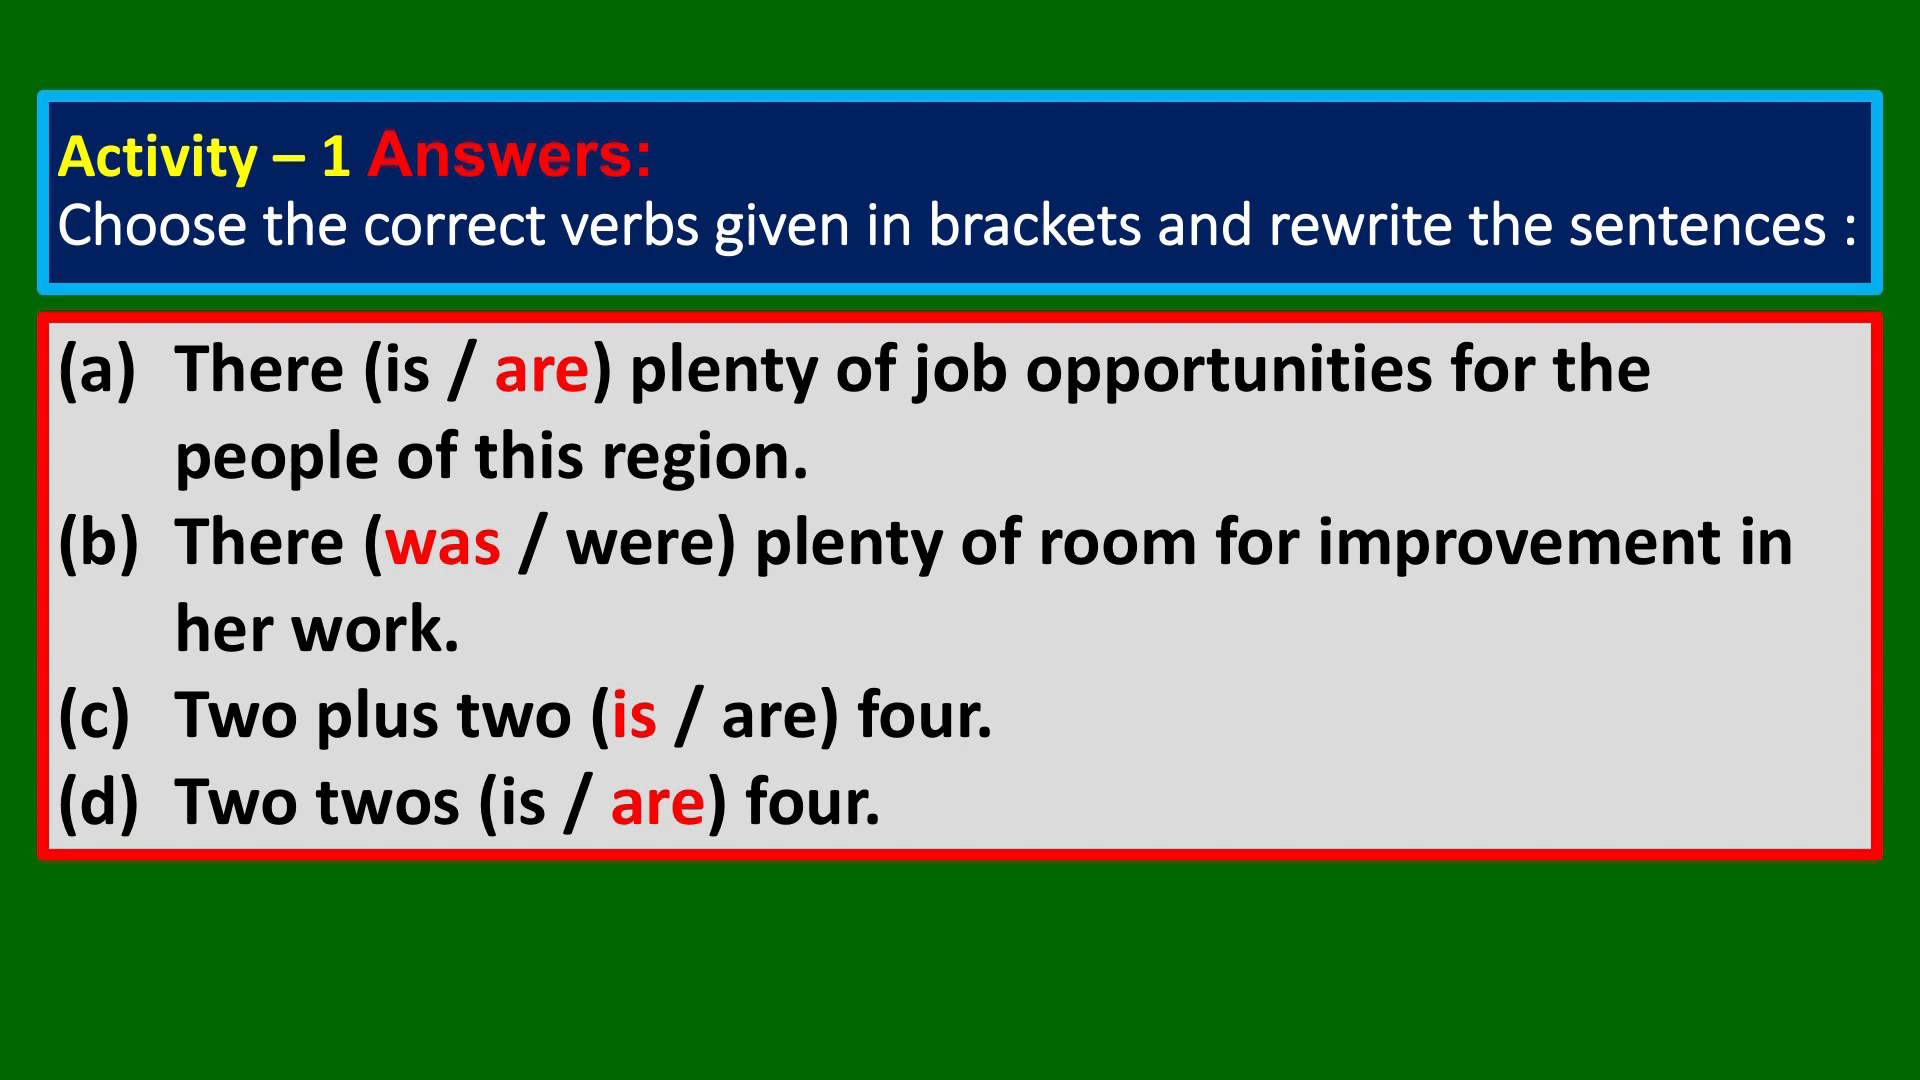 Activity – 1 Answers:
Choose the correct verbs given in brackets and rewrite the sentences :
(a) There (is / are) plenty of job opportunities for the
people of this region.
(b) There (was / were) plenty of room for improvement in
her work.
(c) Two plus two (is / are) four.
(d) Two twos (is / are) four.